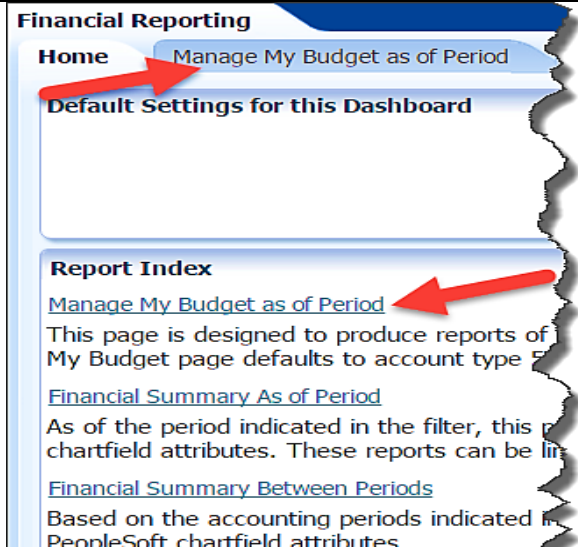 Financial Reporting
Home Manage My Budget as of Period
Default Settings for this Dashboard
Report Index
Manage My Budget as of Period
This page is designed to produce reports of
My Budget page defaults to account type
Financial Summary As of Period
As of the period indicated in the filter, this
chartfield attributes. These reports can be
Financial Summary Between Periods
Based on the accounting periods indicated
PeopleSoft chartfield attributes